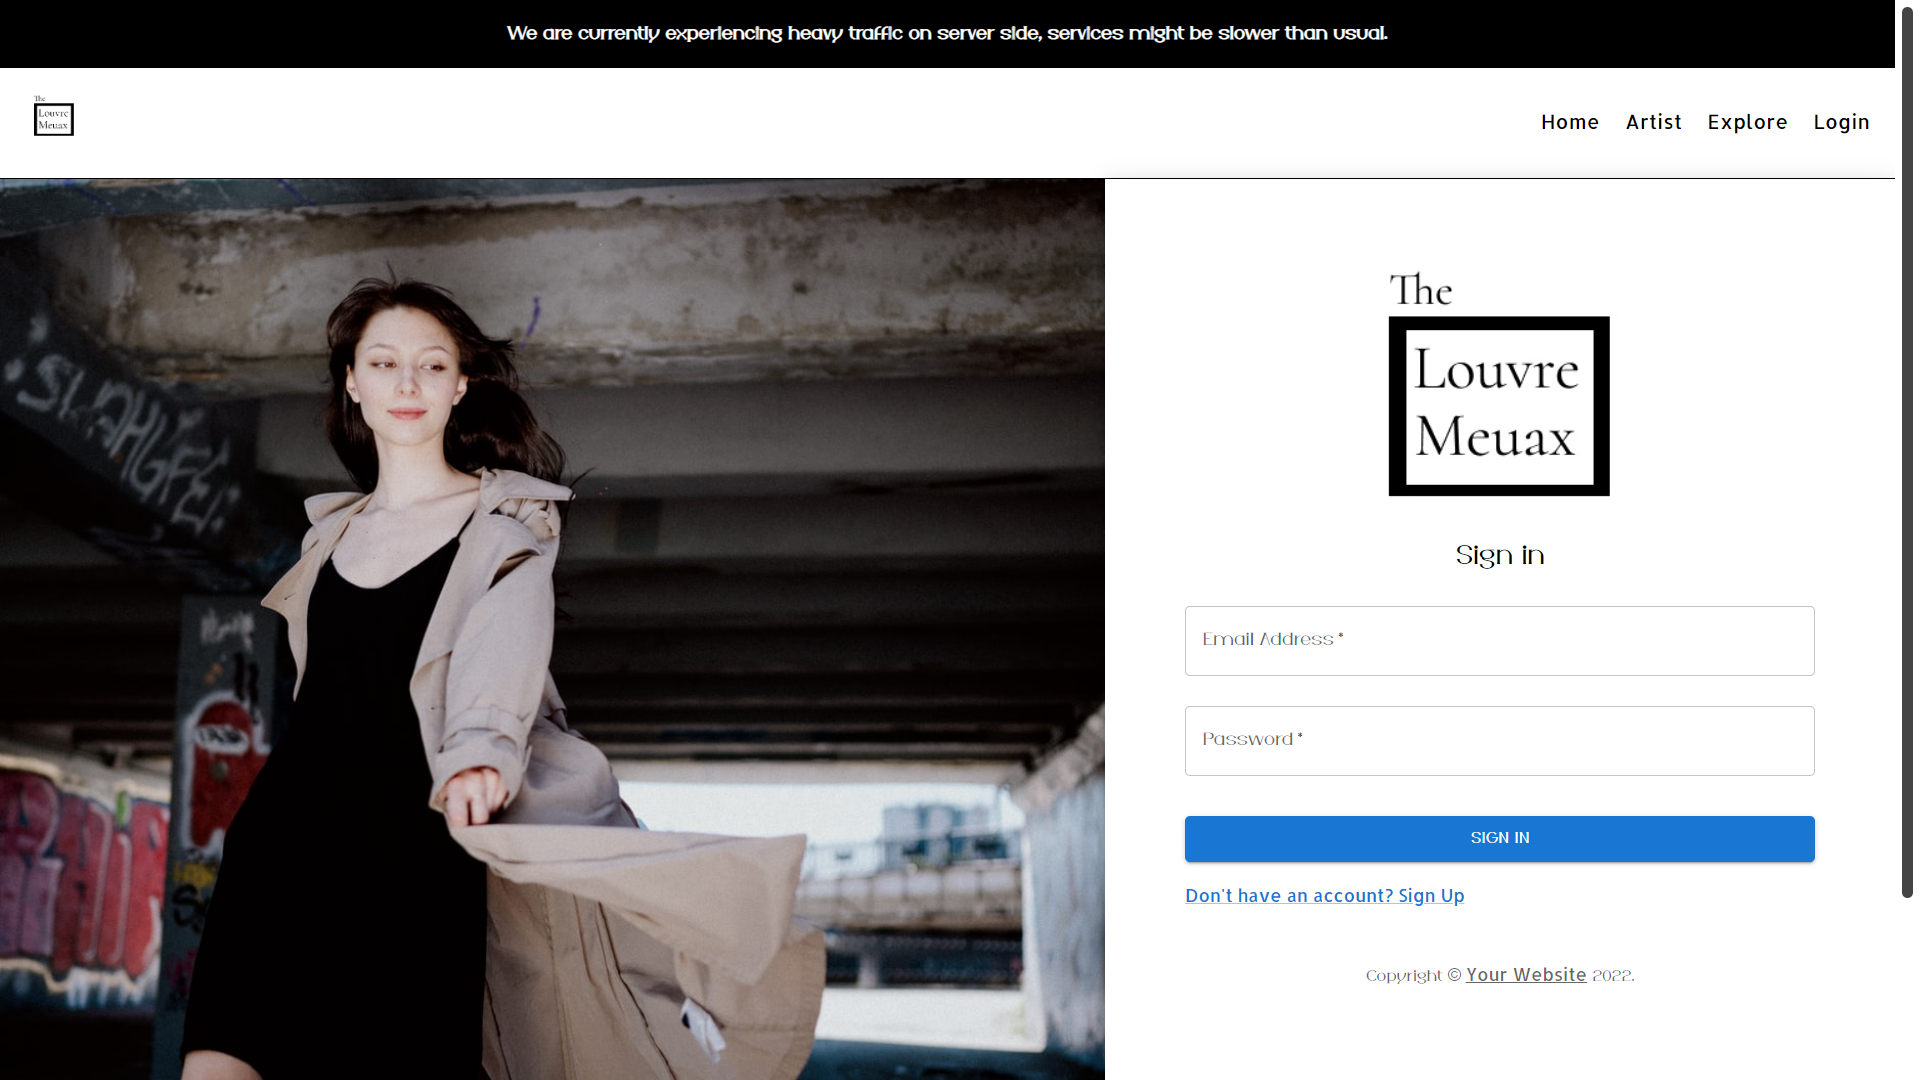 We are currently experiencing heavy traffic on server side, services might be slower than usual.
The
Louvre
Meuax
Home Artist Explore Login
The
Louvre
Meuax
Sign in
Email Address *
Password *
SIGN IN
Don't have an account? Sign Up
Copyright © Your Website 2022.